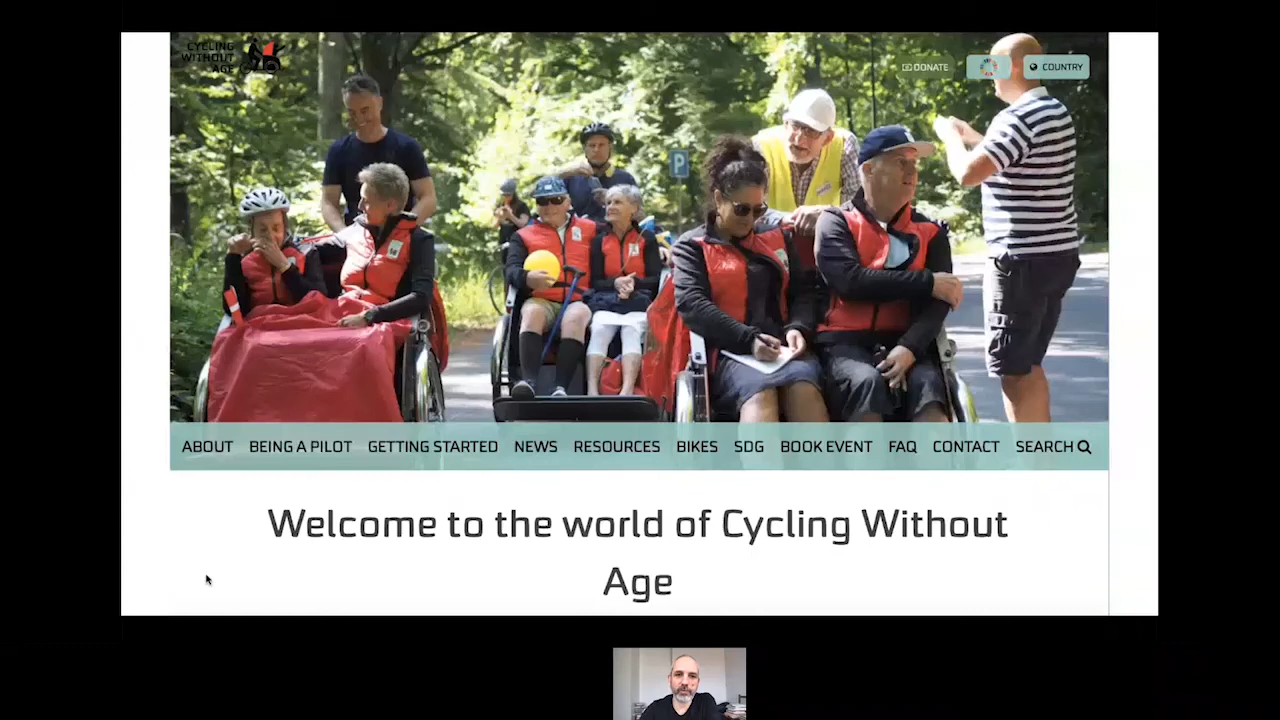 CYCLING
WITHOUT
AGE
DONATE
COUNTRY
P
ABOUT BEING A PILOT GETTING STARTED NEWS RESOURCES BIKES SDG BOOK EVENT FAQ CONTACT SEARCH
Welcome to the world of Cycling Without
Age